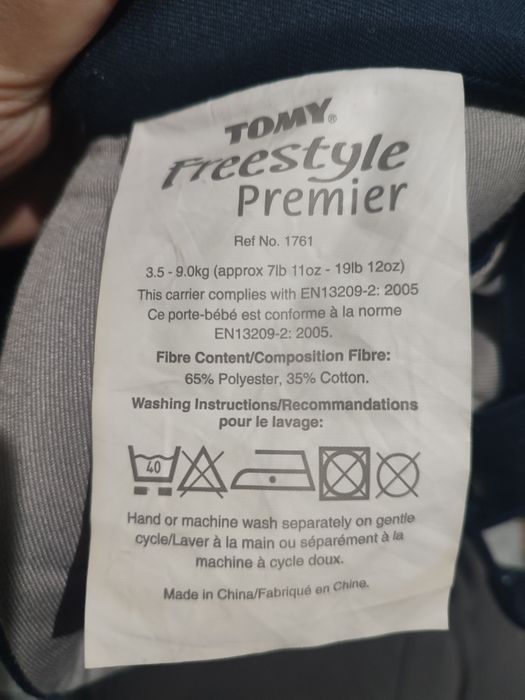 TOMY®
Freestyle
Premier
Ref No. 1761
3.5 - 9.0kg (approx 7lb 11oz - 19lb 12oz)
This carrier complies with EN13209-2: 2005
Ce porte-bébé est conforme à la norme
EN13209-2: 2005.
Fibre Content/Composition Fibre:
65% Polyester, 35% Cotton.
Washing Instructions/Recommandations
pour le lavage:
40
Hand or machine wash separately on gentle
cycle/Laver à la main ou séparément à la
machine à cycle doux.
Made in China/Fabriqué en Chine.